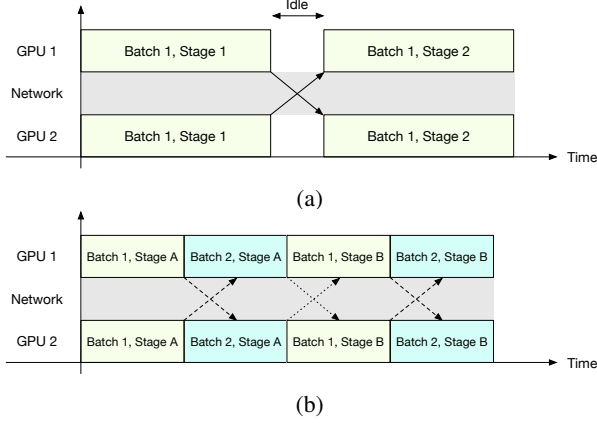 Idle
GPU 1 Batch 1, Stage 1 Batch 1, Stage 2
Network
GPU 2 Batch 1, Stage 1 Batch 1, Stage 2
Time
(a)
GPU 1 Batch 1, Stage A Batch 2, Stage A Batch 1, Stage B Batch 2, Stage B
Network
GPU 2 Batch 1, Stage A Batch 2, Stage A Batch 1, Stage B Batch 2, Stage B
Time
(b)